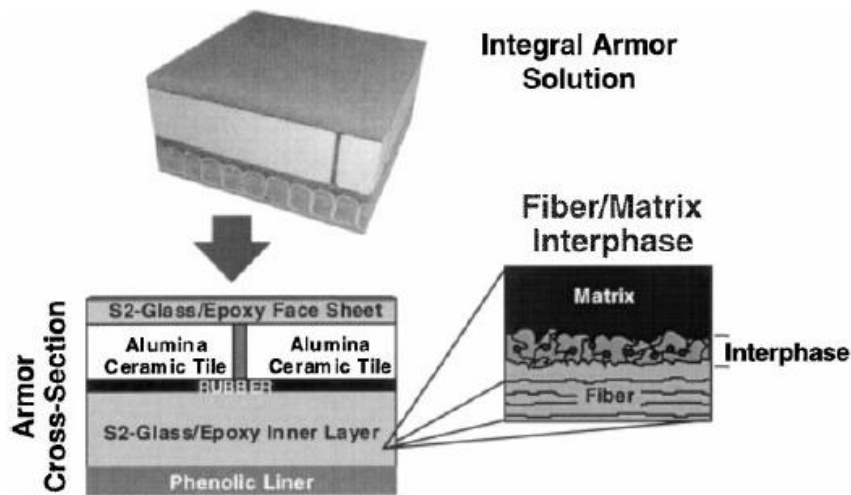 Integral Armor
Solution
Fiber/Matrix
Interphase
Matrix
Interphase
Fiber
Armor
Cross-Section
S2-Glass/Epoxy Face Sheet
Alumina
Ceramic Tile
Alumina
Ceramic Tile
RUBBER
S2-Glass/Epoxy Inner Layer
Phenolic Liner